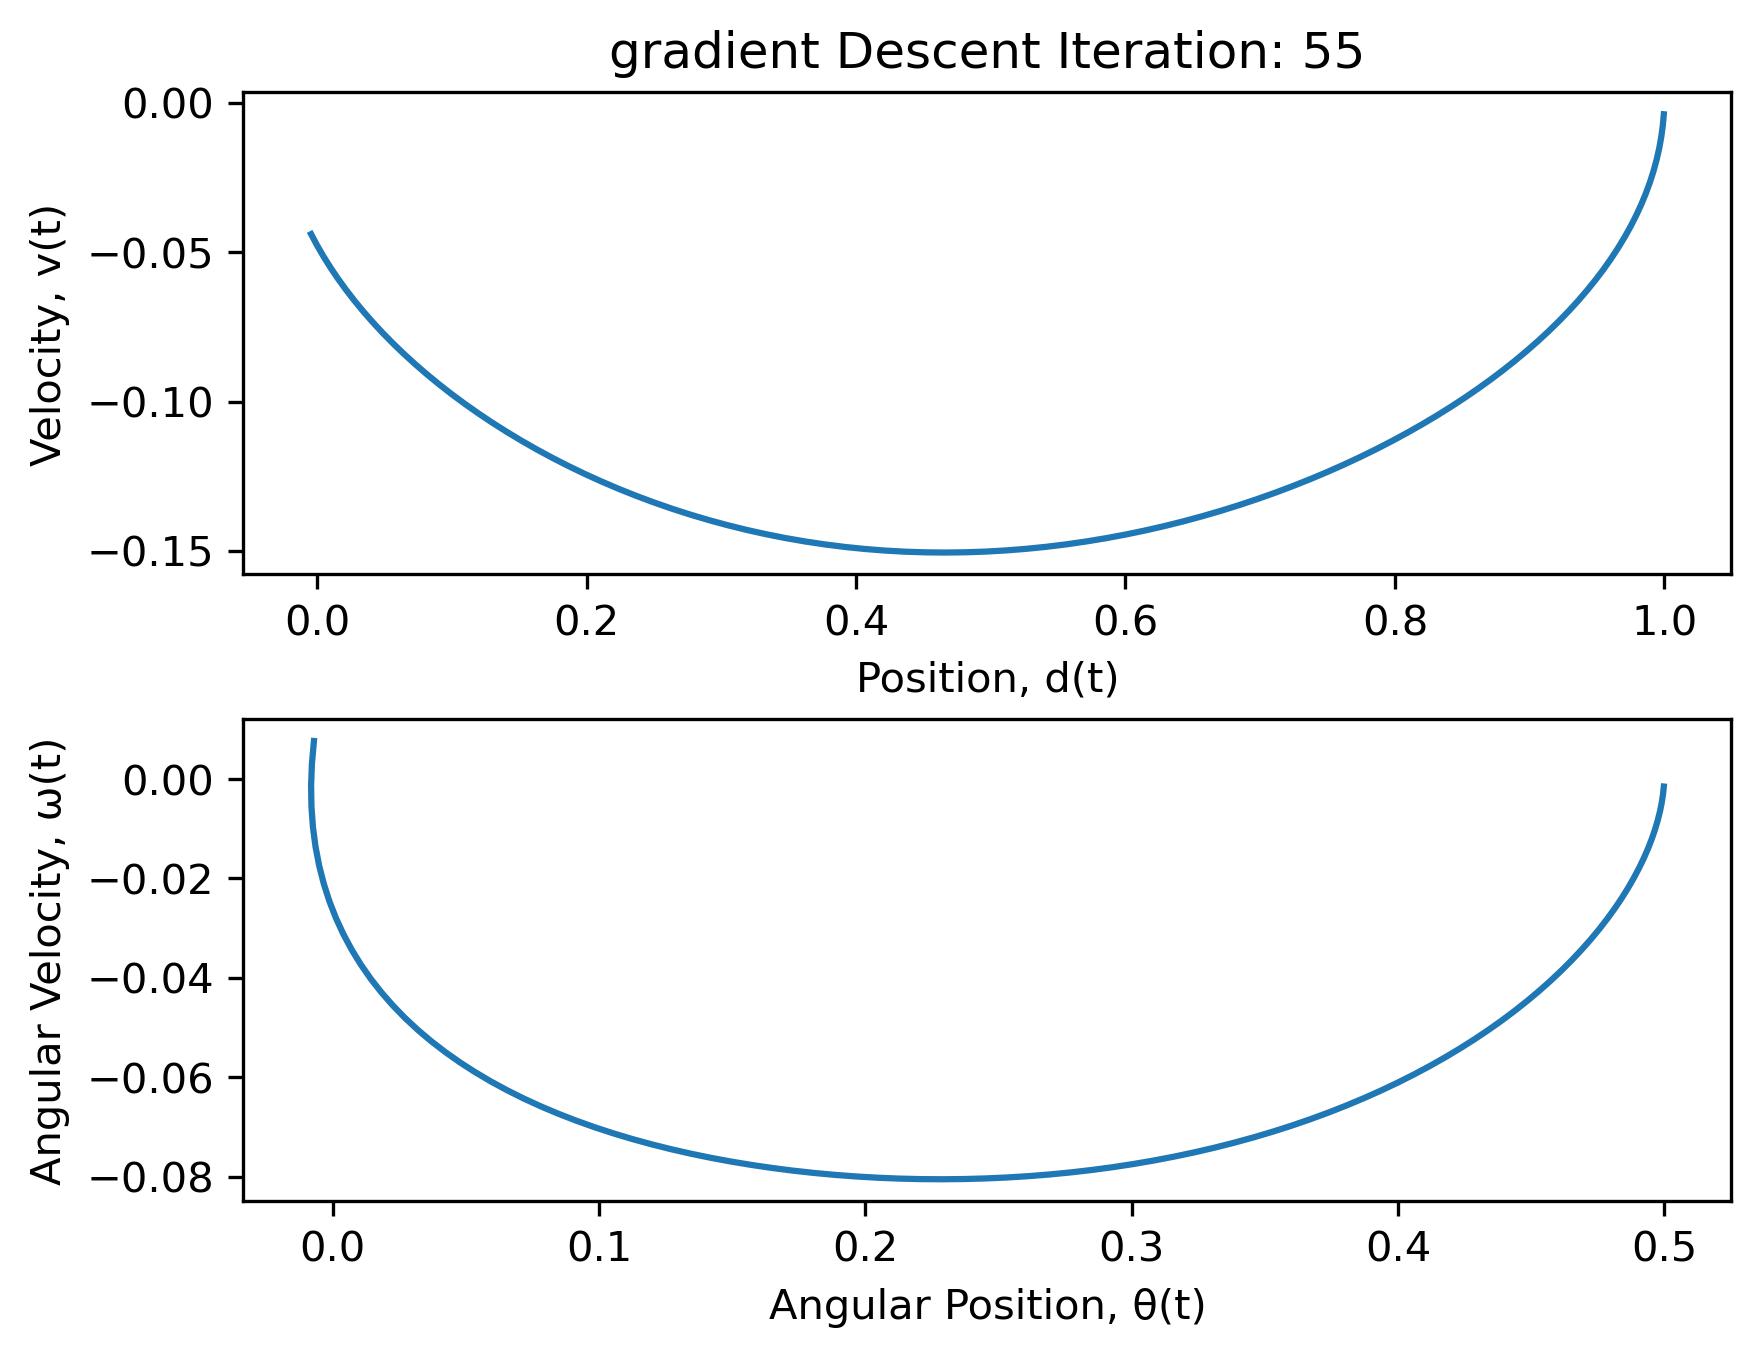 gradient Descent Iteration: 55
0.00
−0.05
−0.10
−0.15
Velocity, v(t)
0.0 0.2 0.4 0.6 0.8 1.0
Position, d(t)
0.00
−0.02
−0.04
−0.06
−0.08
Angular Velocity, ω(t)
0.0 0.1 0.2 0.3 0.4 0.5
Angular Position, θ(t)